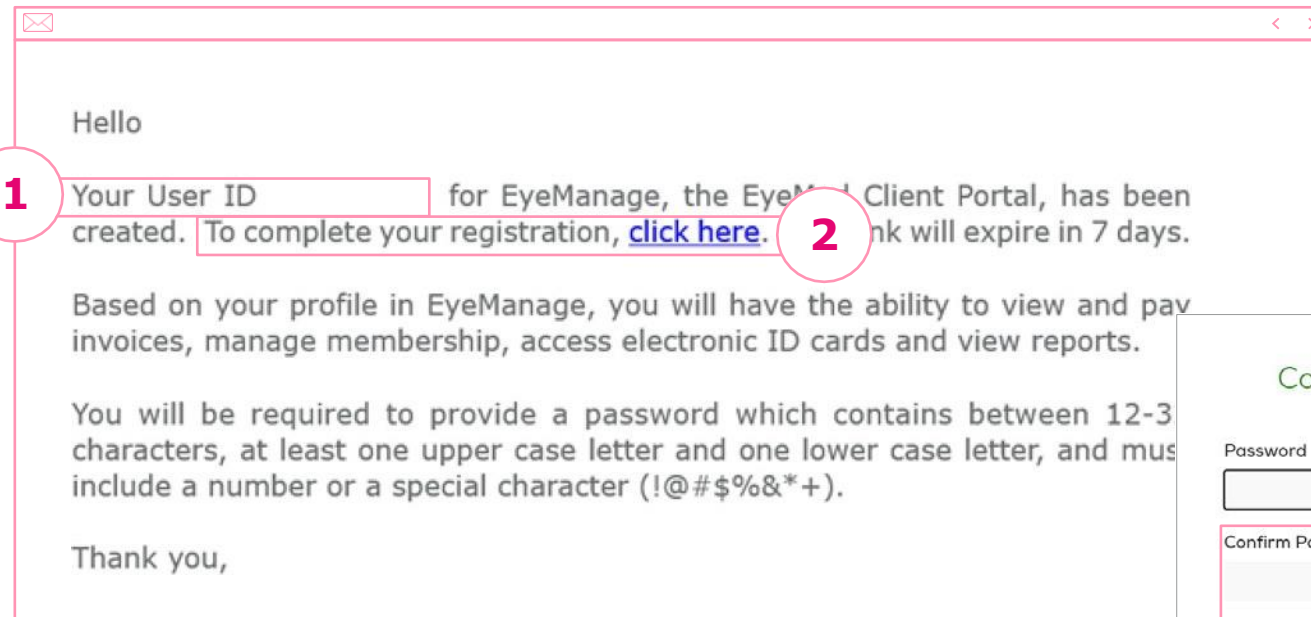 Hello
1
Your User ID for EyeManage, the Client Portal, has been
created. To complete your registration, click here. will expire in 7 days.
2
Based on your profile in EyeManage, you will have the ability to view and pay
invoices, manage membership, access electronic ID cards and view reports.
You will be required to provide a password which contains between 12-3
characters, at least one upper case letter and one lower case letter, and mus
include a number or a special character (!@#$%&*+).
Thank you,
Co
Password
Confirm Pa